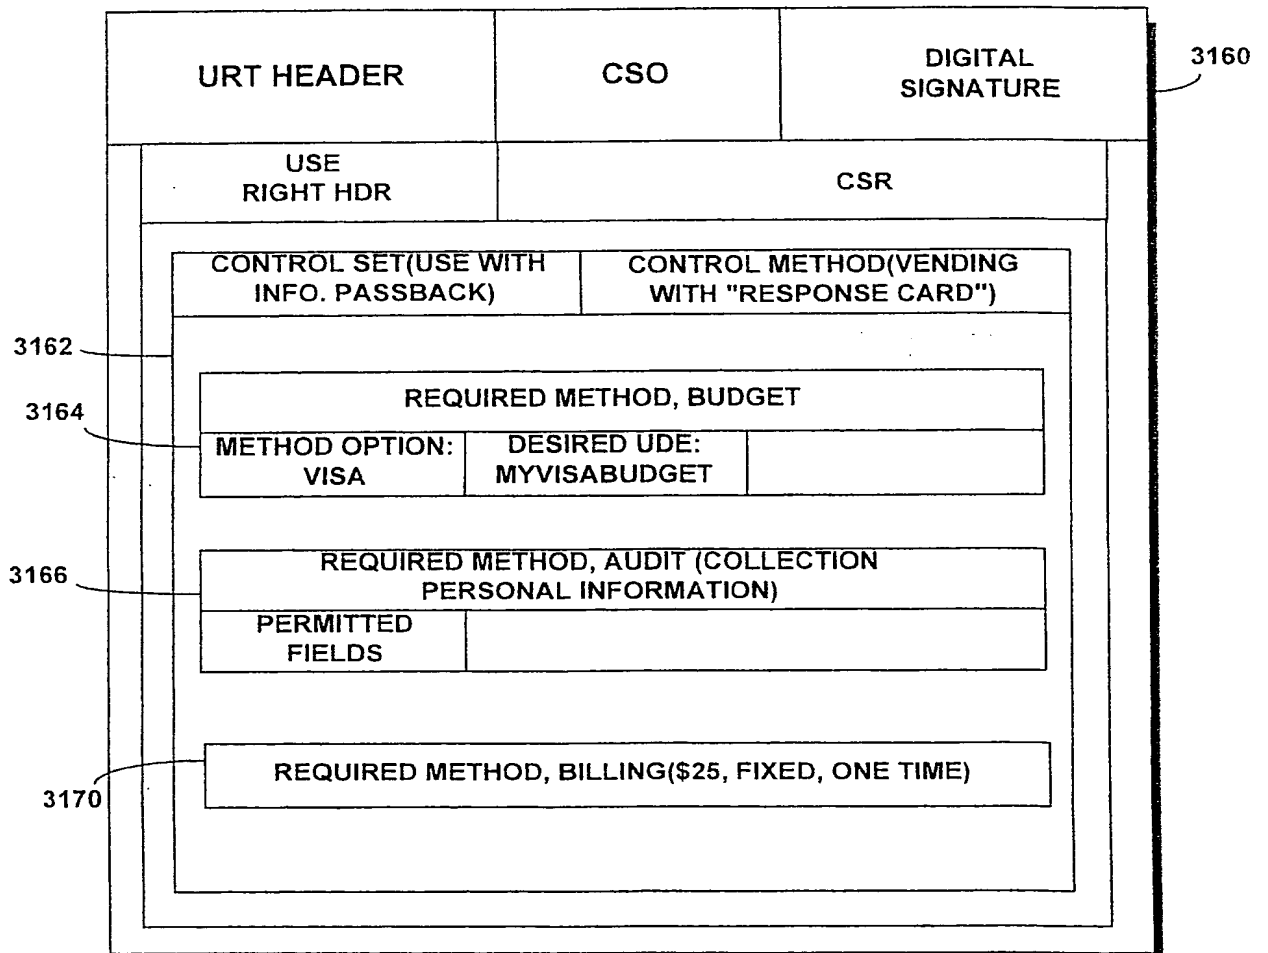 URT HEADER
CSO
DIGITAL
SIGNATURE
3160
USE
RIGHT HDR
CSR
CONTROL SET(USE WITH
INFO. PASSBACK)
CONTROL METHOD(VENDING
WITH "RESPONSE CARD")
3162
REQUIRED METHOD, BUDGET
3164
METHOD OPTION:
VISA
DESIRED UDE:
MYVISABUDGET
REQUIRED METHOD, AUDIT (COLLECTION
PERSONAL INFORMATION)
3166
PERMITTED
FIELDS
REQUIRED METHOD, BILLING($25, FIXED, ONE TIME)
3170